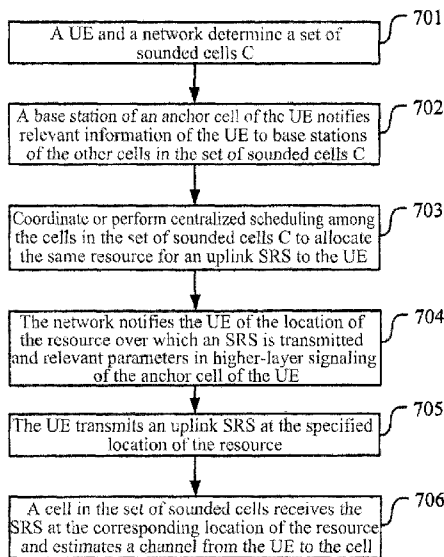 A UE and a network determine a set of
sounded cells C
701
A base station of an anchor cell of the UE notifies
relevant information of the UE to base stations
of the other cells in the set of sounded cells C
702
Coordinate or perform centralized scheduling among
the cells in the set of sounded cells C to allocate
the same resource for an uplink SRS to the UE
703
The network notifies the UE of the location of
the resource over which an SRS is transmitted
and relevant parameters in higher-layer signaling
of the anchor cell of the UE
704
The UE transmits an uplink SRS at the specified
location of the resource
705
A cell in the set of sounded cells receives the
SRS at the corresponding location of the resource
and estimates a channel from the UE to the cell
706